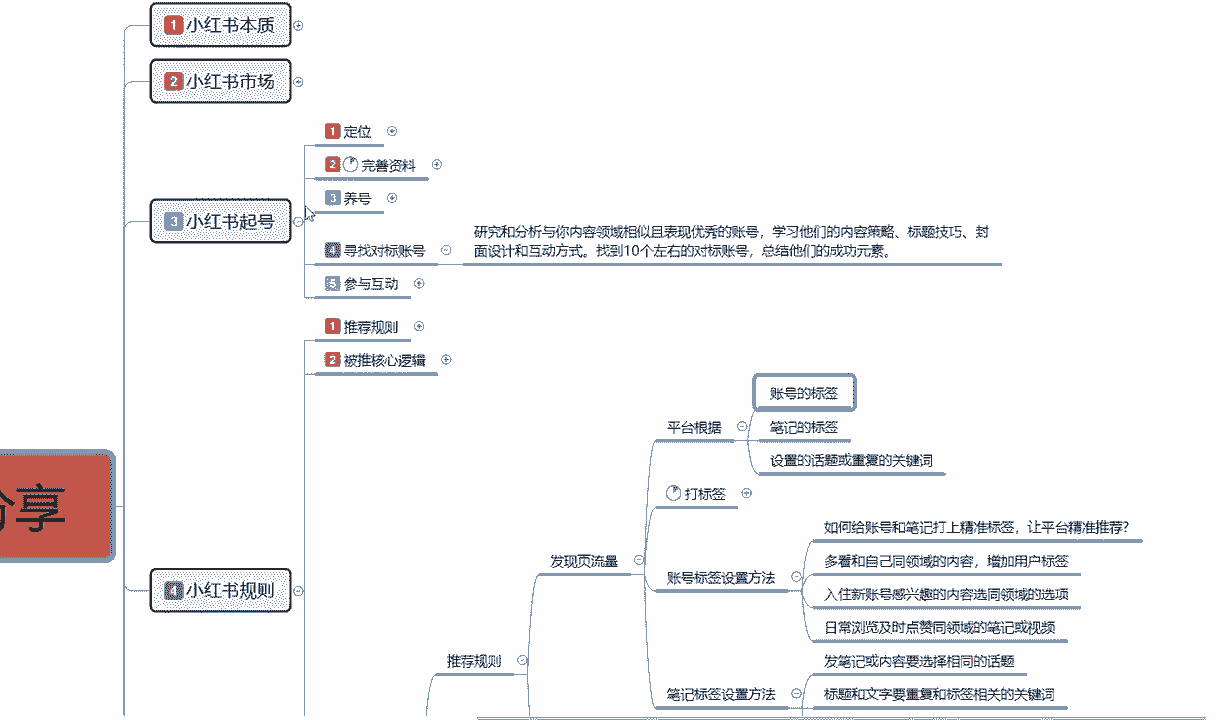 1 小红书本质
2 小红书市场
3 小红书起号
1 定位
2 完善资料
3 养号
4 寻找对标账号
研究和分析与你内容领域相似且表现优秀的账号，学习他们的内容策略、标题技巧、封
面设计和互动方式。找到10个左右的对标账号，总结他们的成功元素。
5 参与互动
4 小红书规则
1 推荐规则
2 被推核心逻辑
推荐规则
发现页流量
平台根据
账号的标签
笔记的标签
设置的话题或重复的关键词
打标签
账号标签设置方法
如何给账号和笔记打上精准标签，让平台精准推荐？
多看和自己同领域的内容，增加用户标签
入住新账号感兴趣的内容选同领域的选项
日常浏览及时点赞同领域的笔记或视频
笔记标签设置方法
发笔记或内容要选择相同的话题
标题和文字要重复和标签相关的关键词
享